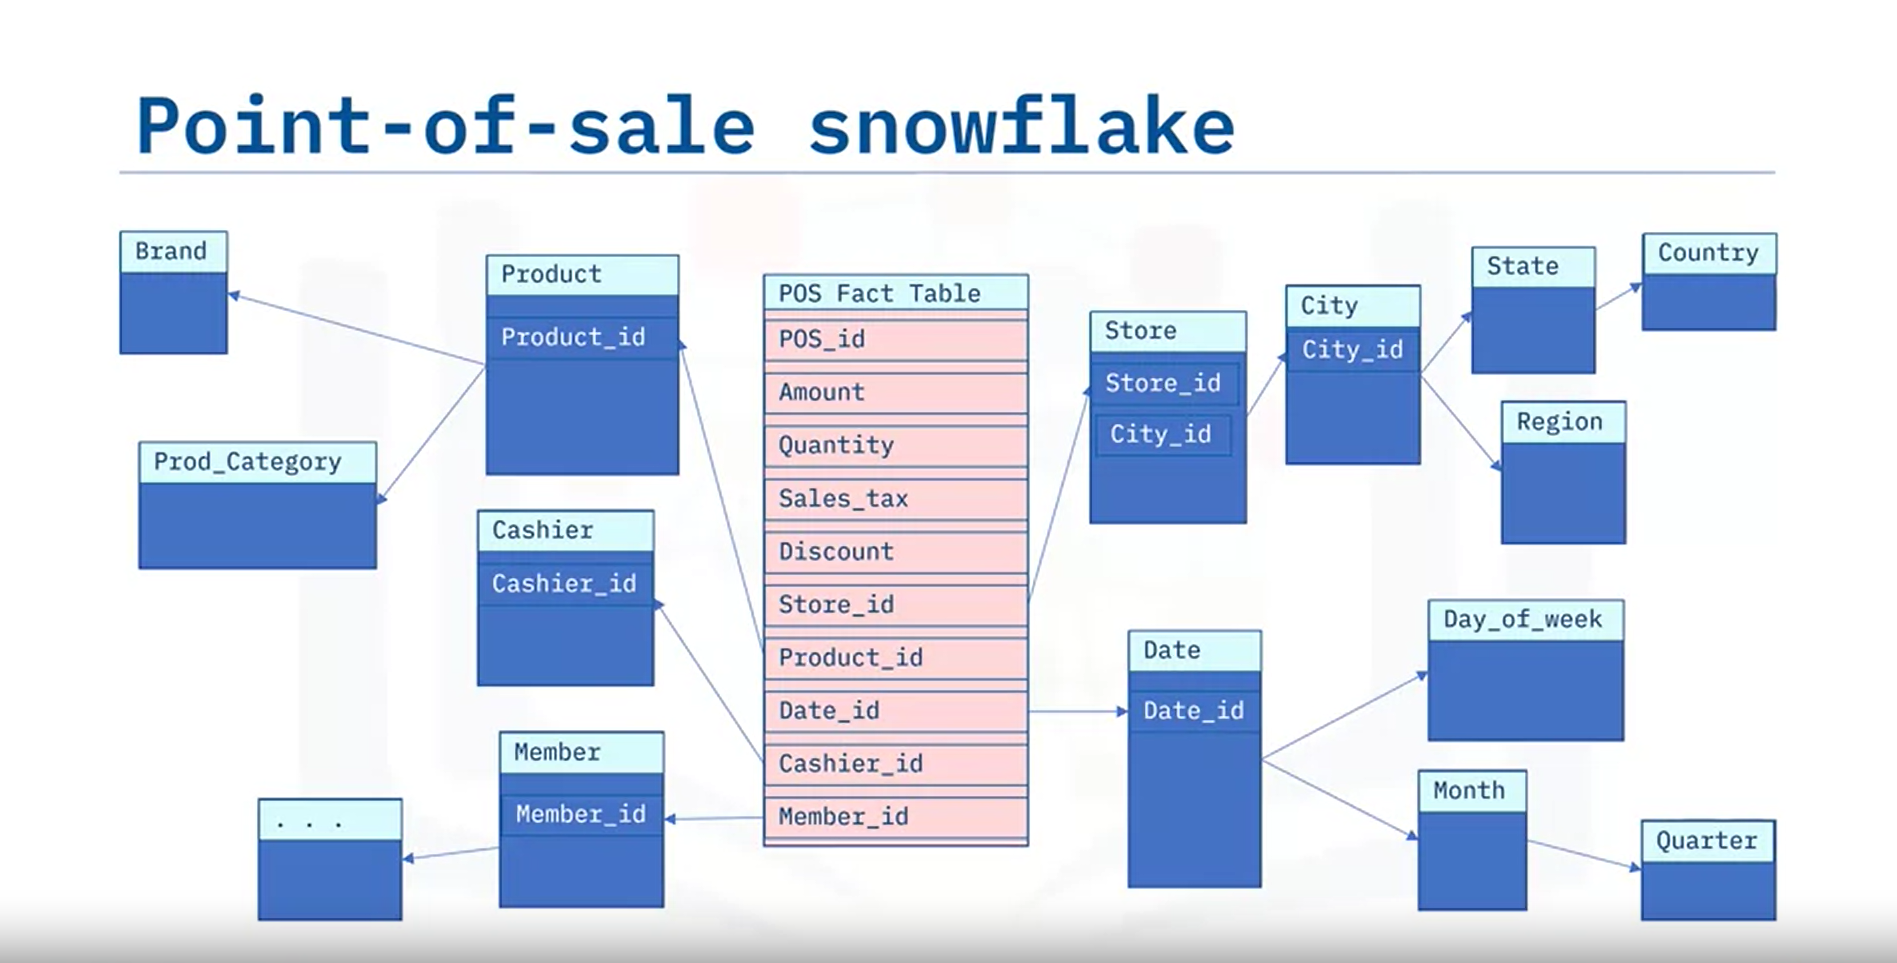 Point-of-sale snowflake
Brand
Prod_Category
Product
Product_id
Cashier
Cashier_id
Member
Member_id
. . .
POS Fact Table
POS_id
Amount
Quantity
Sales_tax
Discount
Store_id
Product_id
Date_id
Cashier_id
Member_id
Store
Store_id
City_id
City
City_id
State
Country
Region
Date
Date_id
Day_of_week
Month
Quarter